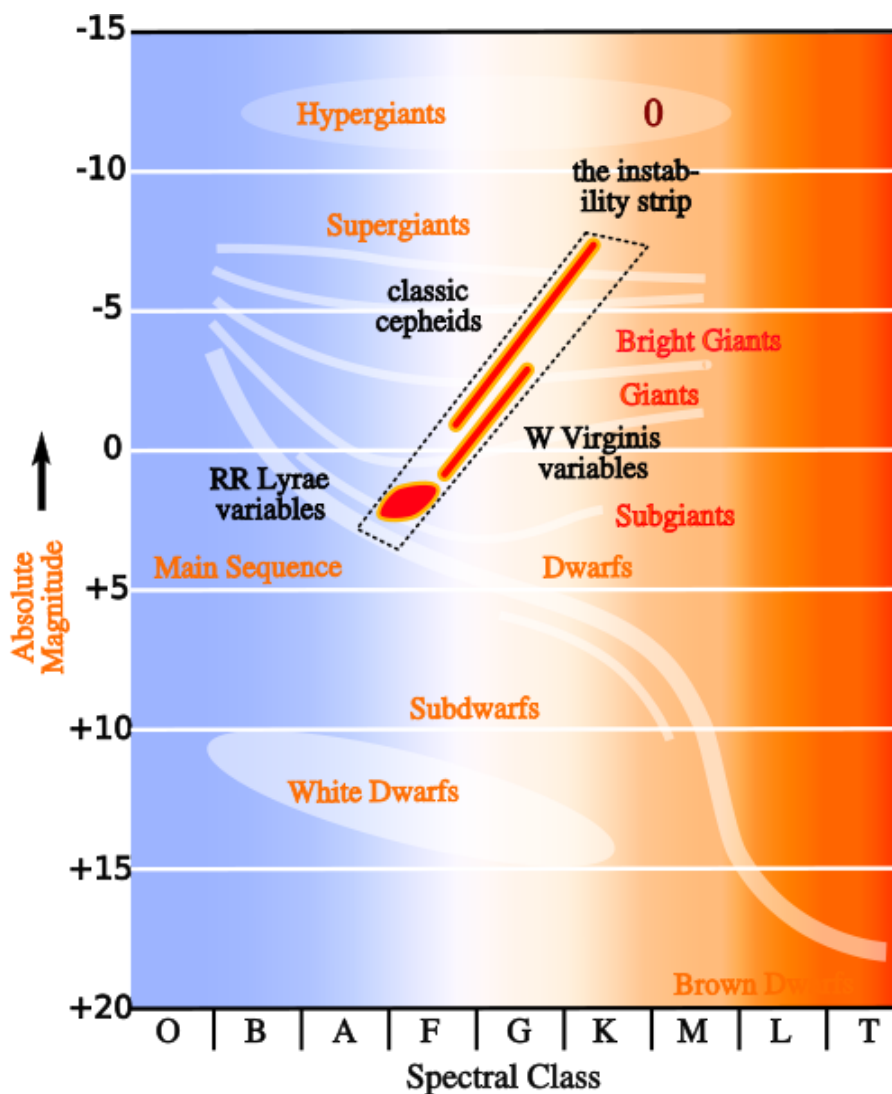 -15
Hypergiants
0
-10
the instab-
ility strip
Supergiants
classic
cepheids
-5
Bright Giants
Giants
0
W Virginis
variables
RR Lyrae
variables
Subgiants
Main Sequence
Dwarfs
+5
Absolute
Magnitude
Subdwarfs
+10
White Dwarfs
+15
Brown Dwarfs
+20
O B A F G K M L T
Spectral Class